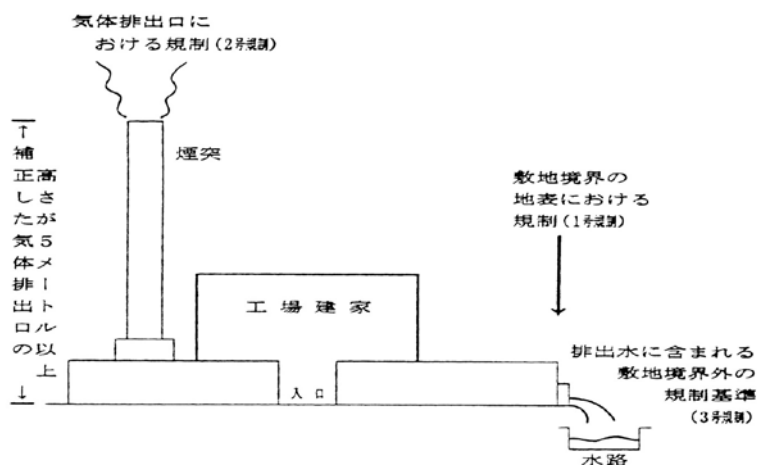 気体排出口に
おける規制(2号規制)
煙突
補正した気体排出口の
高さが5メートル以上
敷地境界の
地表における
規制(1号規制)
工場建家
入口
排出水に含まれる
敷地境界外の
規制基準
(3号規制)
水路